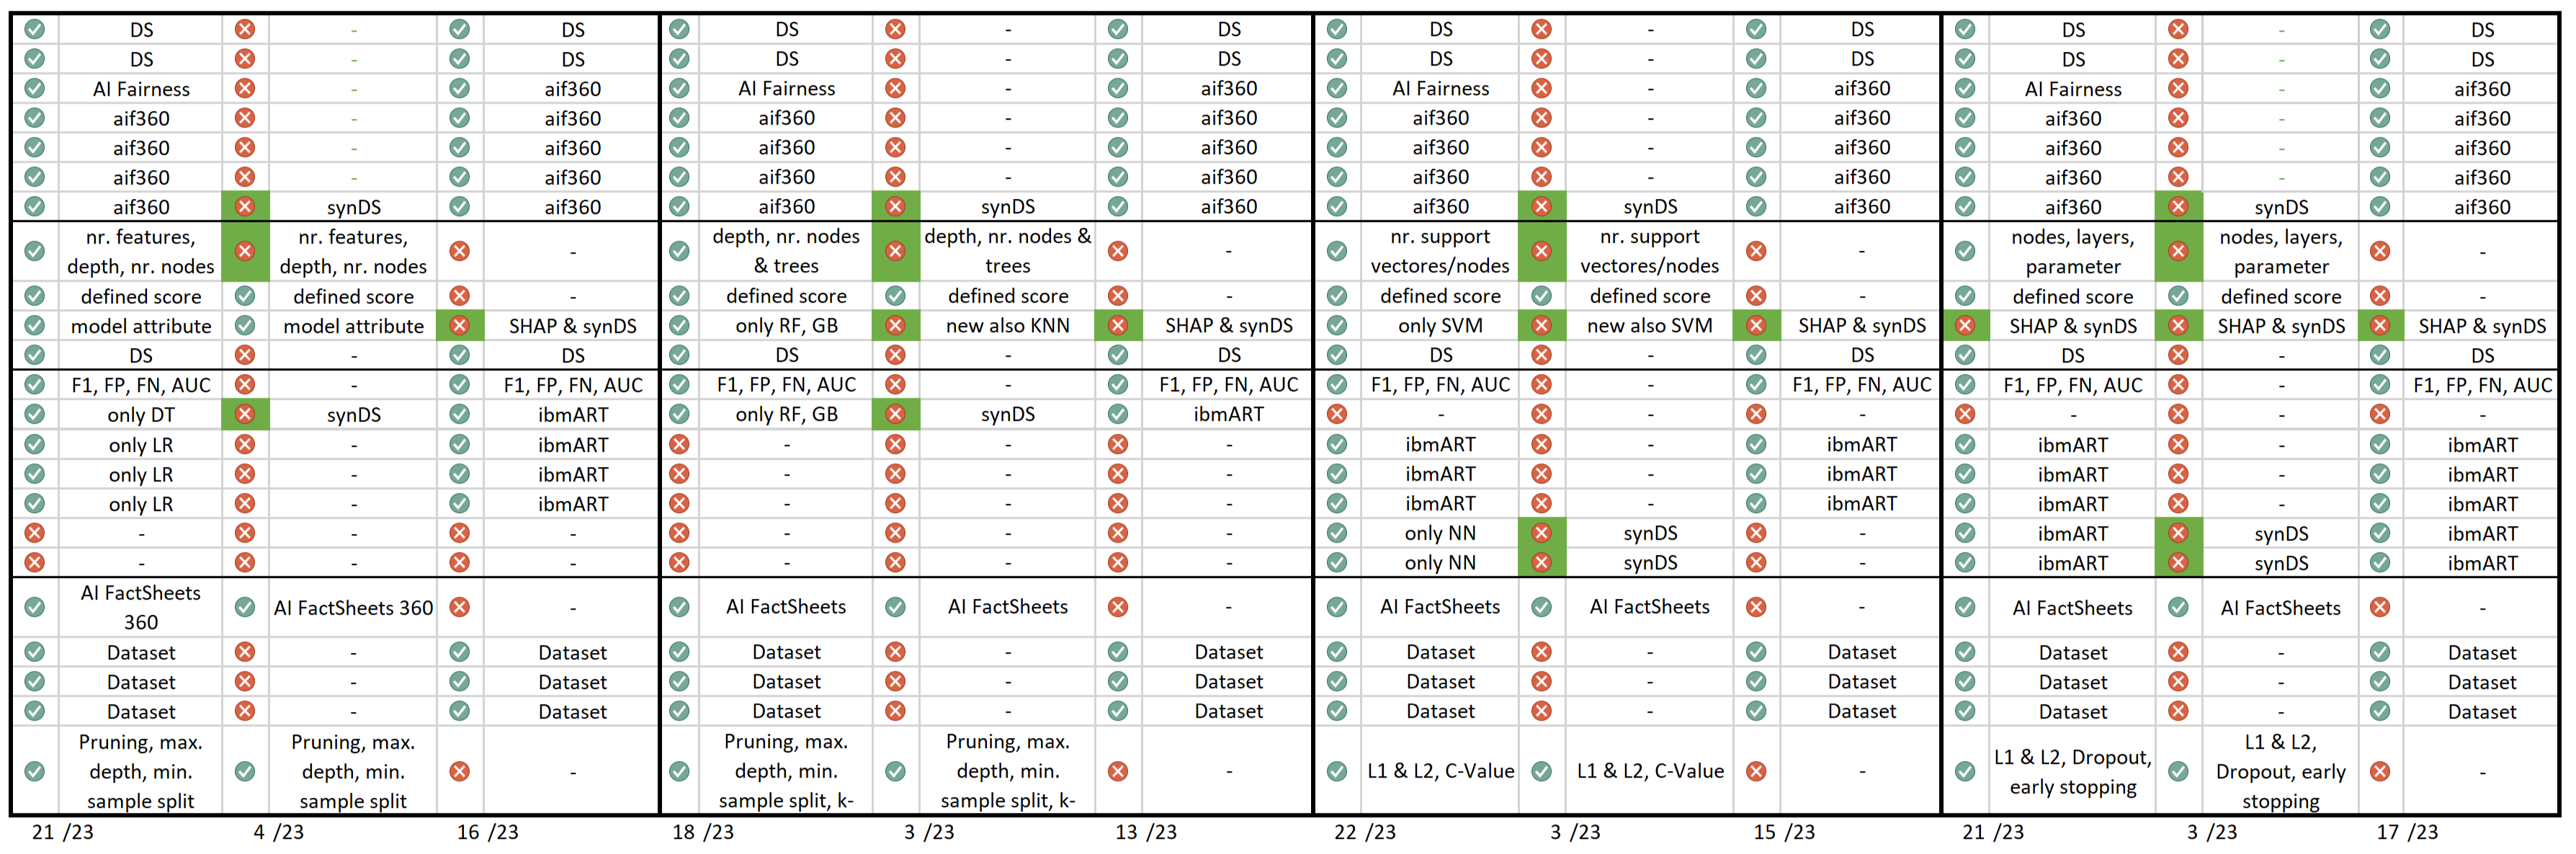 DS - DS DS - DS DS - DS DS - DS
DS - DS DS - DS DS - DS DS - DS
AI Fairness - aif360 AI Fairness - aif360 AI Fairness - aif360 AI Fairness - aif360
aif360 - aif360 aif360 - aif360 aif360 - aif360 aif360 - aif360
aif360 - aif360 aif360 - aif360 aif360 - aif360 aif360 - aif360
aif360 - aif360 aif360 - aif360 aif360 - aif360 aif360 - aif360
aif360 synDS aif360 aif360 synDS aif360 aif360 synDS aif360 aif360 synDS aif360
nr. features, nr. features, depth, nr. nodes depth, nr. nodes & nr. support nr. support nodes, layers, nodes, layers,
depth, nr. nodes depth, nr. nodes - & trees trees - vectores/nodes vectores/nodes - parameter parameter -
defined score defined score - defined score defined score - defined score defined score - defined score defined score -
model attribute model attribute SHAP & synDS only RF, GB new also KNN SHAP & synDS only SVM new also SVM SHAP & synDS SHAP & synDS SHAP & synDS SHAP & synDS
DS - DS DS - DS DS - DS DS - DS
F1, FP, FN, AUC - F1, FP, FN, AUC F1, FP, FN, AUC - F1, FP, FN, AUC F1, FP, FN, AUC - F1, FP, FN, AUC F1, FP, FN, AUC - F1, FP, FN, AUC
only DT synDS ibmART only RF, GB synDS ibmART - - - - - -
only LR - ibmART - - - ibmART - ibmART ibmART - ibmART
only LR - ibmART - - - ibmART - ibmART ibmART - ibmART
only LR - ibmART - - - ibmART - ibmART ibmART - ibmART
- - - - - - only NN synDS - ibmART synDS ibmART
- - - - - - only NN synDS - ibmART synDS ibmART
AI FactSheets
360 AI FactSheets 360 - AI FactSheets AI FactSheets - AI FactSheets AI FactSheets - AI FactSheets AI FactSheets -
Dataset - Dataset Dataset - Dataset Dataset - Dataset Dataset - Dataset
Dataset - Dataset Dataset - Dataset Dataset - Dataset Dataset - Dataset
Dataset - Dataset Dataset - Dataset Dataset - Dataset Dataset - Dataset
Pruning, max. Pruning, max. Pruning, max. Pruning, max. L1 & L2,
depth, min. depth, min. - depth, min. depth, min. - L1 & L2, C-Value L1 & L2, C-Value - L1 & L2, Dropout, Dropout, early -
sample split sample split sample split, k- sample split, k- early stopping stopping
21 /23 4 /23 16 /23 18 /23 3 /23 13 /23 22 /23 3 /23 15 /23 21 /23 3 /23 17 /23